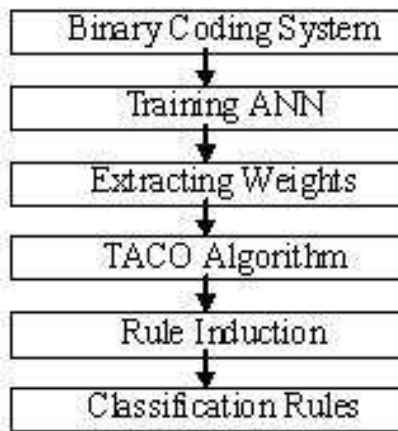 Binary Coding System
Training ANN
Extracting Weights
TACO Algorithm
Rule Induction
Classification Rules